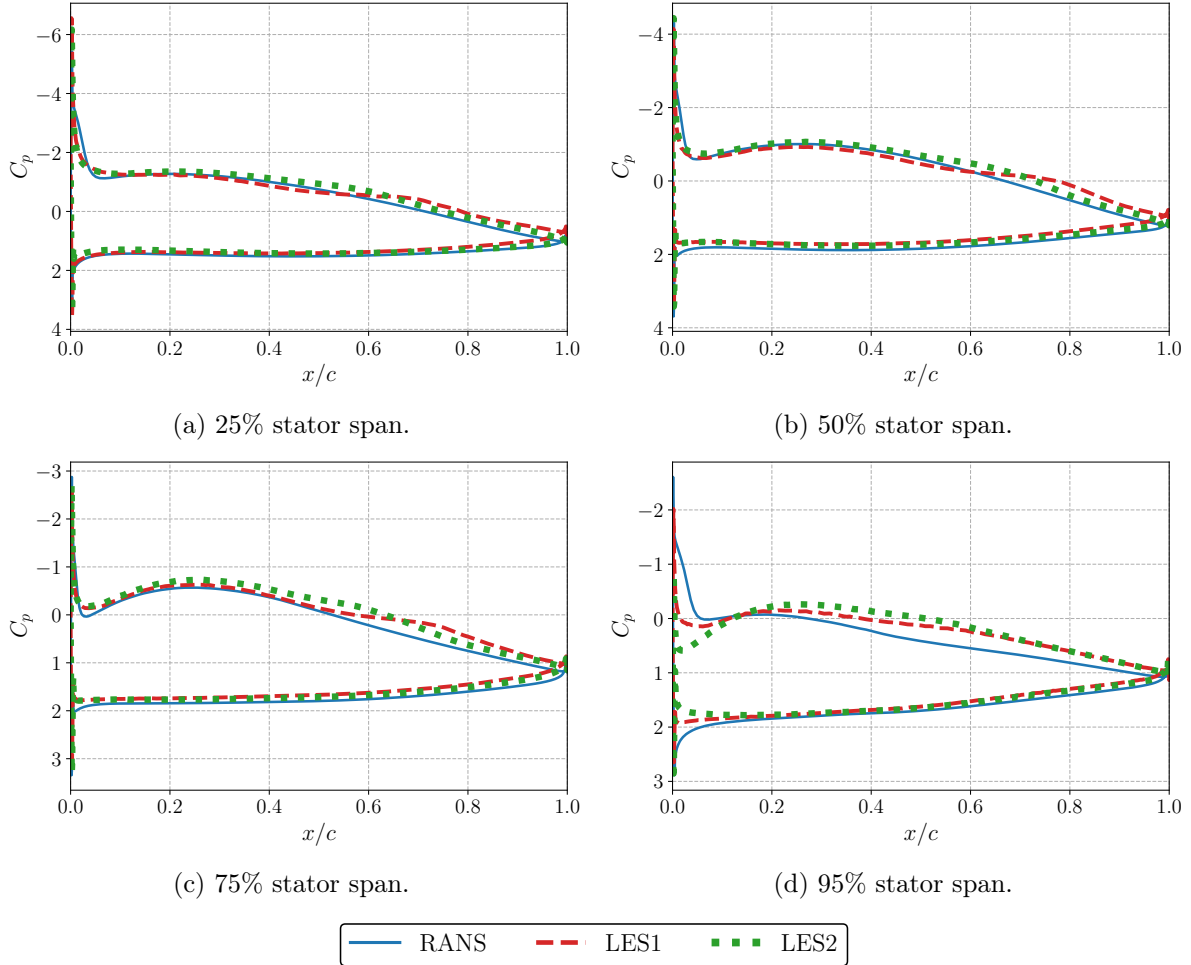 −6
−4
−2
0
2
4
C_p
0.0 0.2 0.4 0.6 0.8 1.0
x/c
(a) 25% stator span.
−4
−2
0
2
4
C_p
0.0 0.2 0.4 0.6 0.8 1.0
x/c
(b) 50% stator span.
−3
−2
−1
0
1
2
3
C_p
0.0 0.2 0.4 0.6 0.8 1.0
x/c
(c) 75% stator span.
−2
−1
0
1
2
3
C_p
0.0 0.2 0.4 0.6 0.8 1.0
x/c
(d) 95% stator span.
RANS LES1 LES2